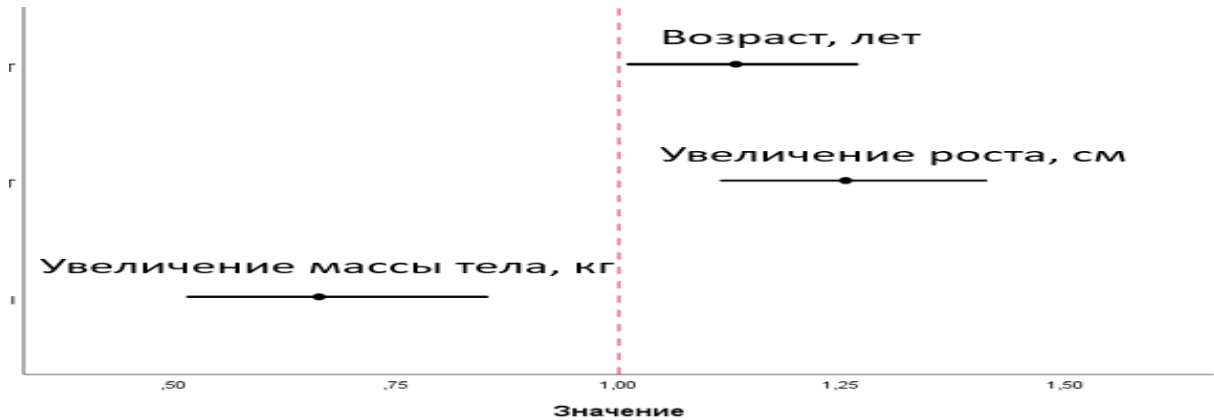 Возраст, лет
г
Увеличение роста, см
г
Увеличение массы тела, кг
,50 ,75 1,00 1,25 1,50
Значение